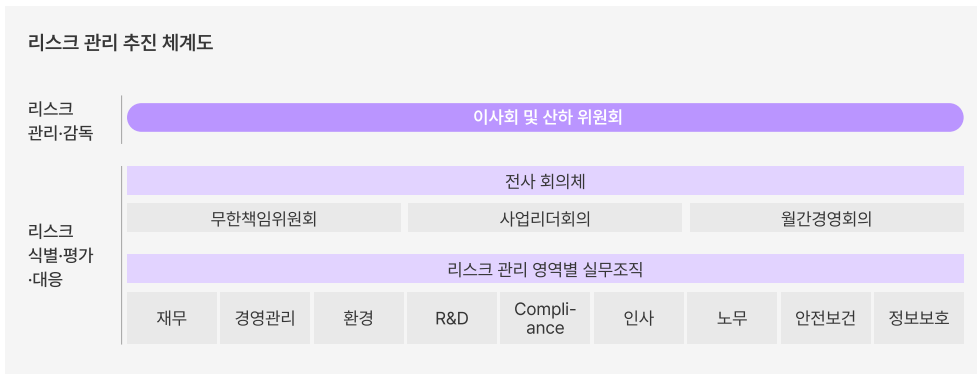 리스크 관리 추진 체계도
리스크
관리·감독
이사회 및 산하 위원회
리스크
식별·평가
·대응
전사 회의체
무한책임위원회
사업리더회의
월간경영회의
리스크 관리 영역별 실무조직
재무
경영관리
환경
R&D
Compli-
ance
인사
노무
안전보건
정보보호